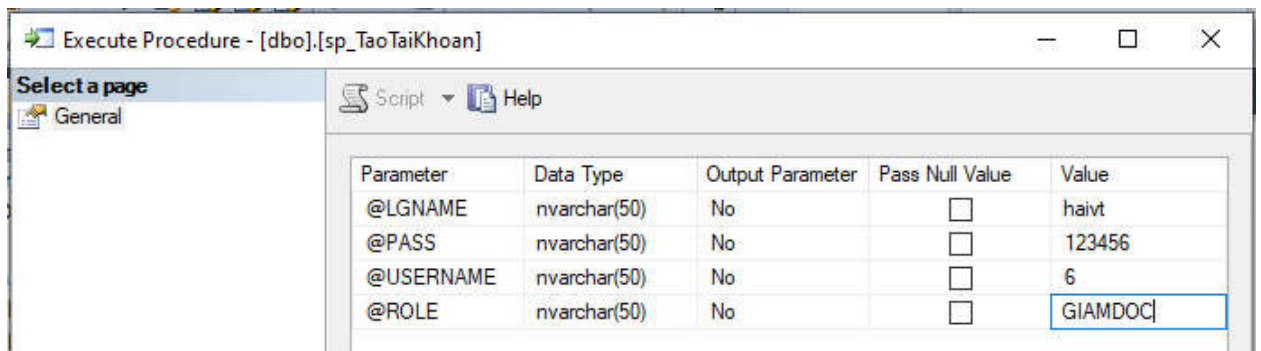 Execute Procedure - [dbo].[sp_TaoTaiKhoan]
Select a page
General
Script Help
Parameter Data Type Output Parameter Pass Null Value Value
@LGNAME nvarchar(50) No haivt
@PASS nvarchar(50) No 123456
@USERNAME nvarchar(50) No 6
@ROLE nvarchar(50) No GIAMDOC